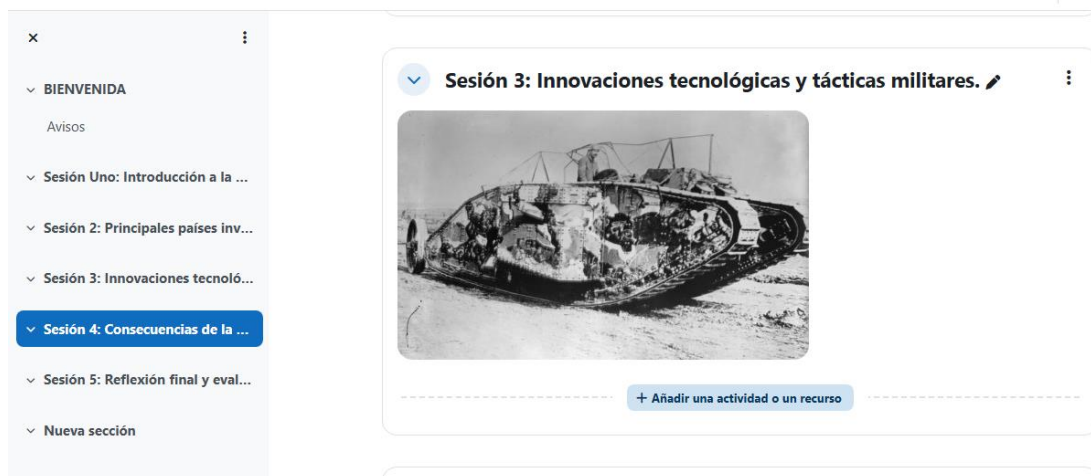 BIENVENIDA
Avisos
Sesión Uno: Introducción a la ...
Sesión 2: Principales países inv...
Sesión 3: Innovaciones tecnoló...
Sesión 4: Consecuencias de la ...
Sesión 5: Reflexión final y eval...
Nueva sección
Sesión 3: Innovaciones tecnológicas y tácticas militares.
+ Añadir una actividad o un recurso